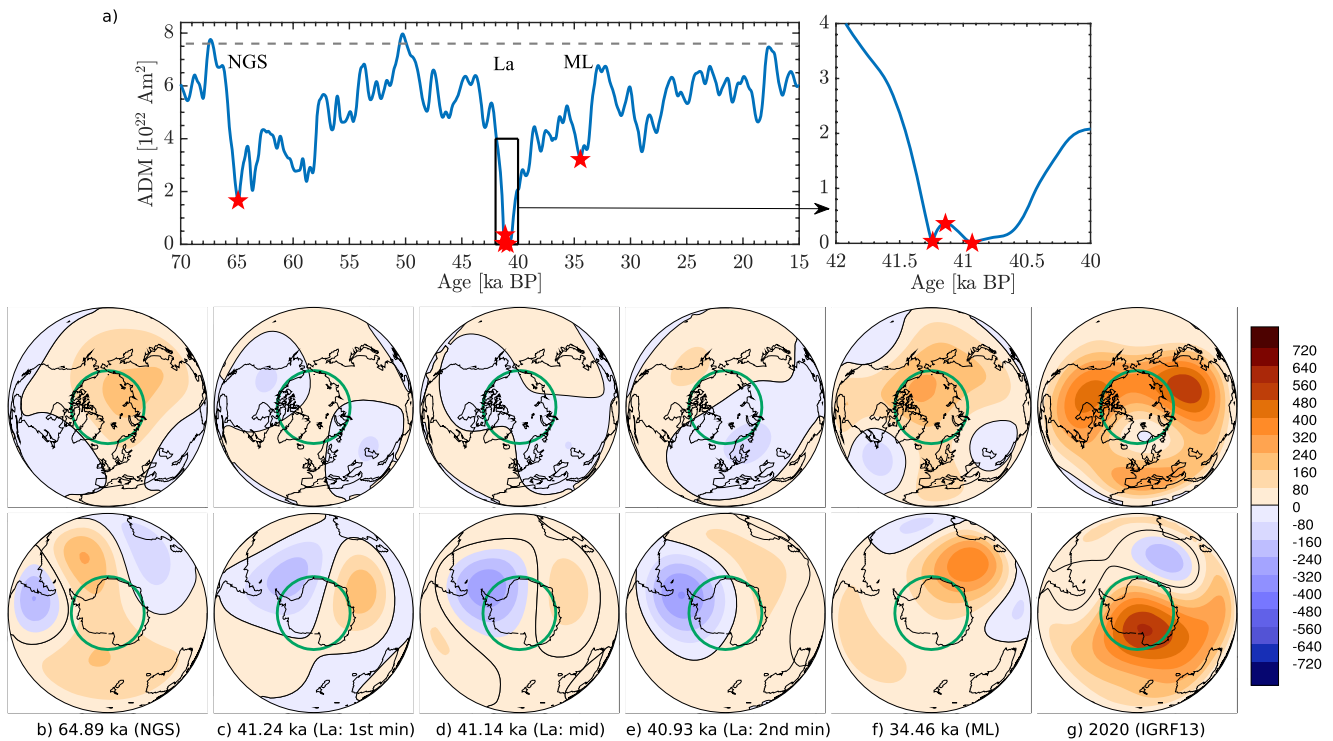 a)
8
6
4
2
0
ADM [10²² Am²]
NGS
La
ML
70 65 60 55 50 45 40 35 30 25 20 15
Age [ka BP]
4
3
2
1
0
42 41.5 41 40.5 40
Age [ka BP]
720
640
560
480
400
320
240
160
80
0
-80
-160
-240
-320
-400
-480
-560
-640
-720
b) 64.89 ka (NGS) c) 41.24 ka (La: 1st min) d) 41.14 ka (La: mid) e) 40.93 ka (La: 2nd min) f) 34.46 ka (ML) g) 2020 (IGRF13)